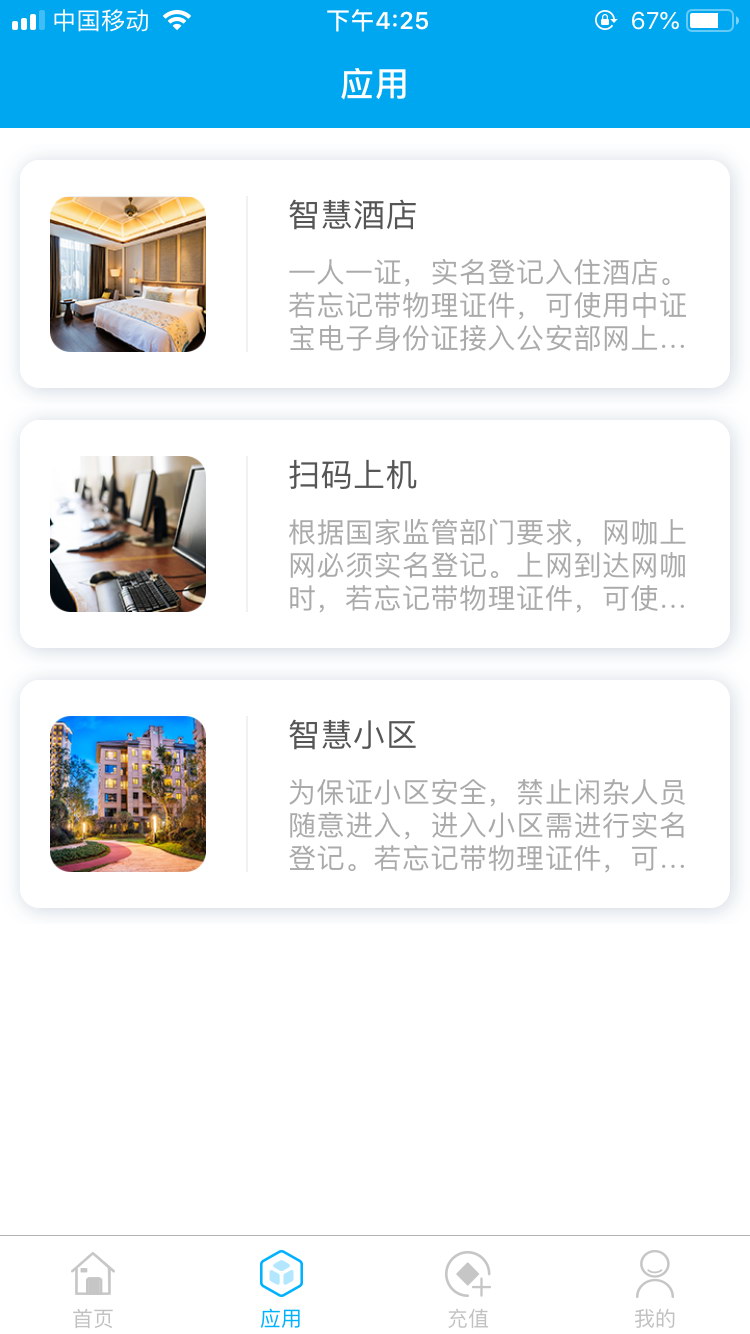 中国移动 下午4:25 67%
应用
智慧酒店
一人一证，实名登记入住酒店。
若忘记带物理证件，可使用中证
宝电子身份证接入公安部网上...
扫码上机
根据国家监管部门要求，网咖上
网必须实名登记。上网到达网咖
时，若忘记带物理证件，可使...
智慧小区
为保证小区安全，禁止闲杂人员
随意进入，进入小区需进行实名
登记。若忘记带物理证件，可...
首页 应用 充值 我的